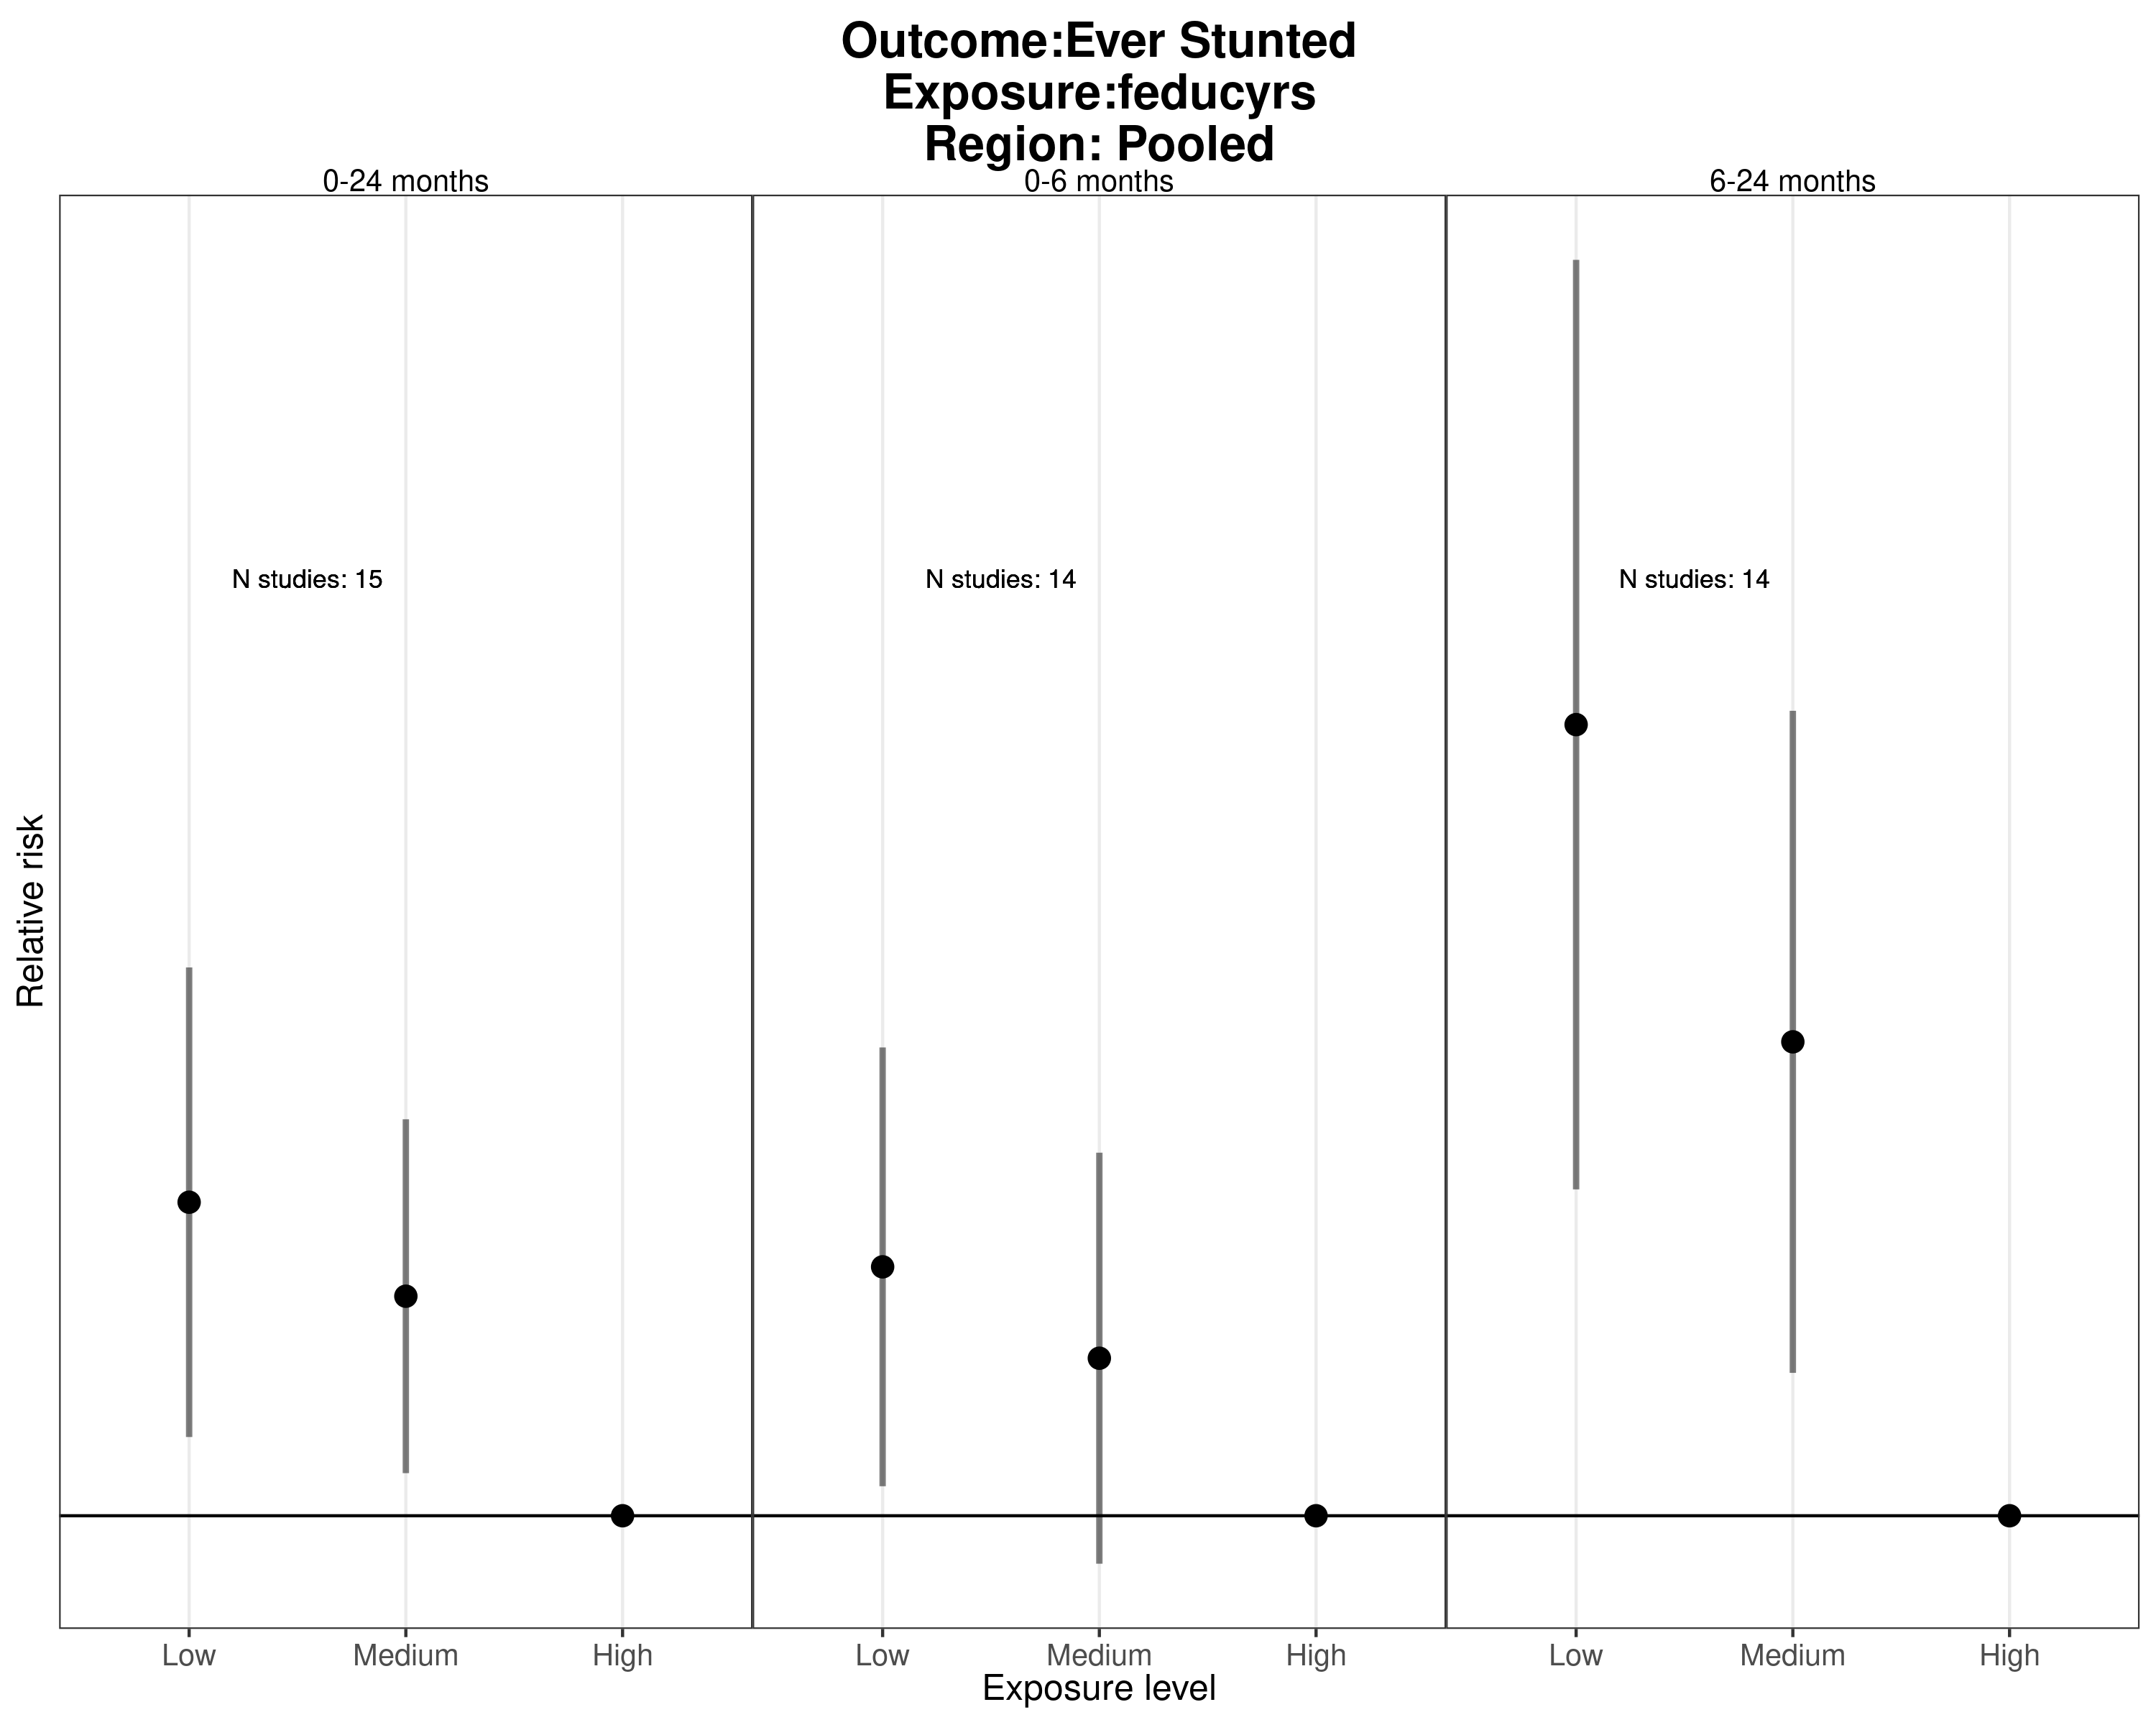 Outcome:Ever Stunted
Exposure:feducyrs
Region: Pooled
0-24 months
0-6 months
6-24 months
N studies: 15
N studies: 14
N studies: 14
Relative risk
Low
Medium
High
Low
Medium
High
Low
Medium
High
Exposure level